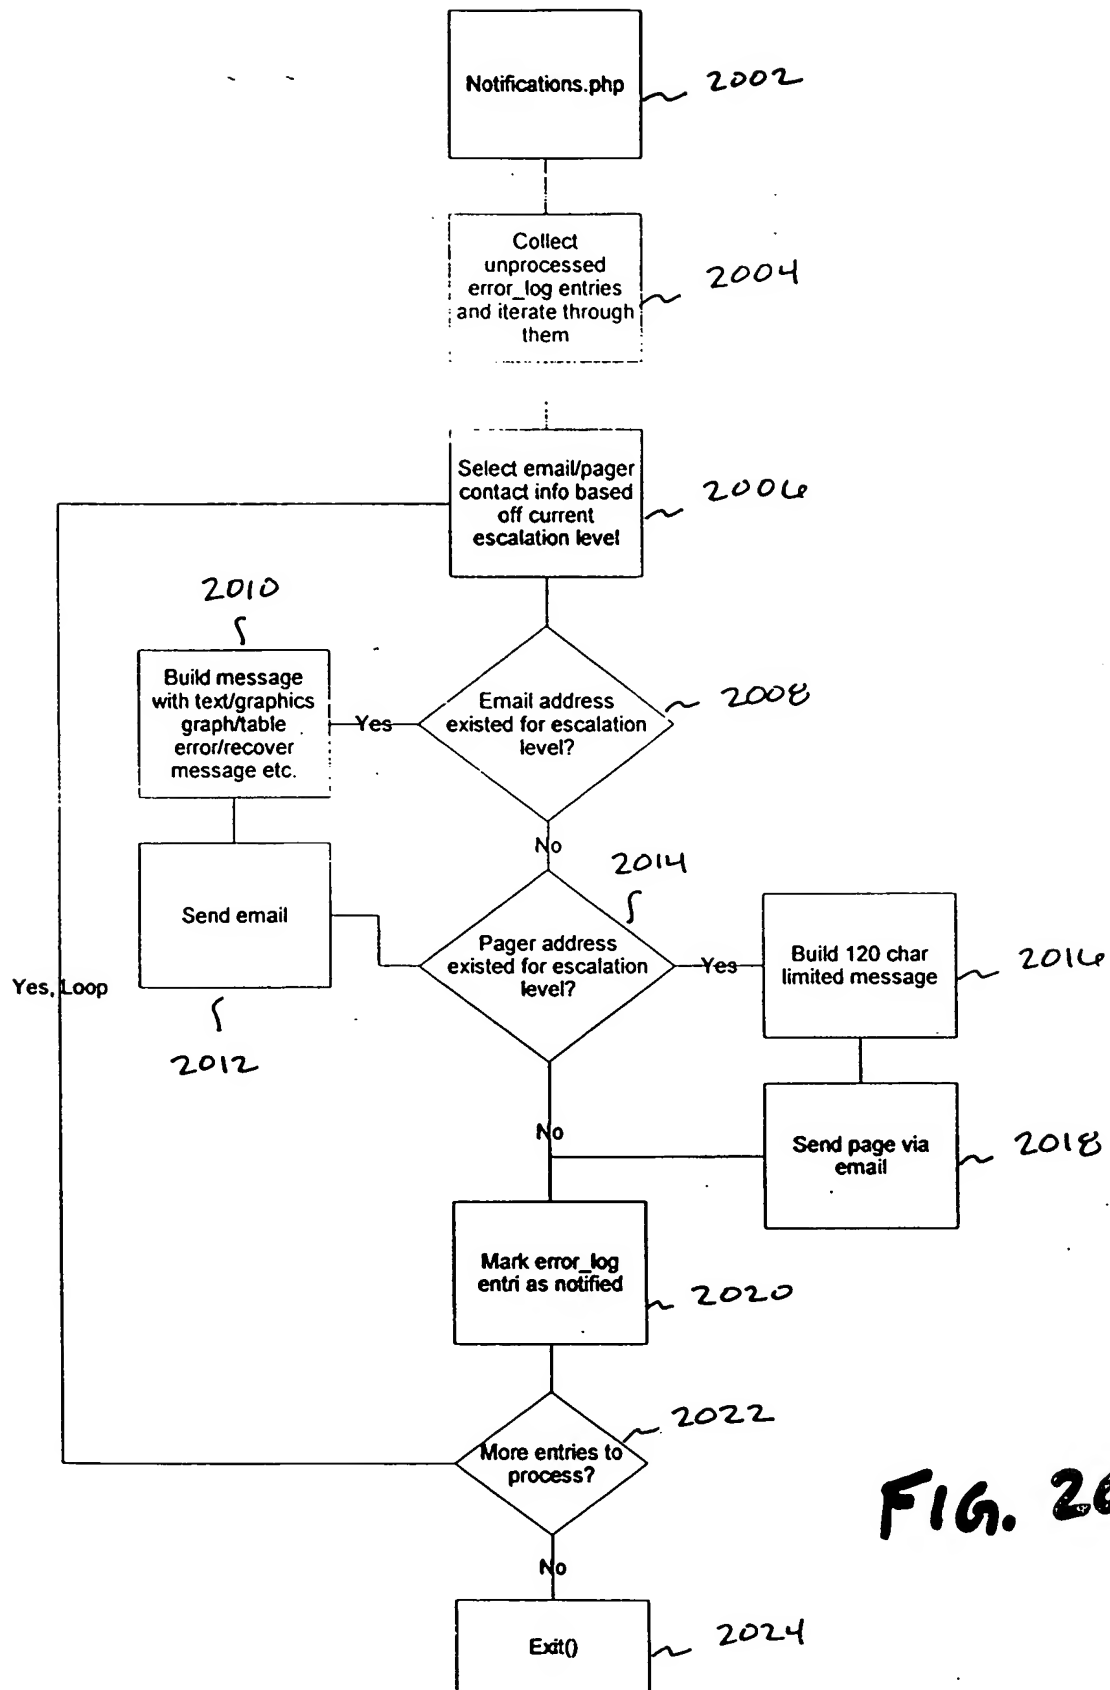 Notifications.php
2002
Collect
unprocessed
error_log entries
and iterate through
them
2004
Select email/pager
contact info based
off current
escalation level
2006
2010
Build message
with text/graphics
graph/table
error/recover
message etc.
Yes
Email address
existed for escalation
level?
2008
No
2014
Send email
2012
Pager address
existed for escalation
level?
Yes
Build 120 char
limited message
2016
Yes, Loop
No
Send page via
email
2018
Mark error_log
entri as notified
2020
More entries to
process?
2022
No
Exit()
2024
FIG.